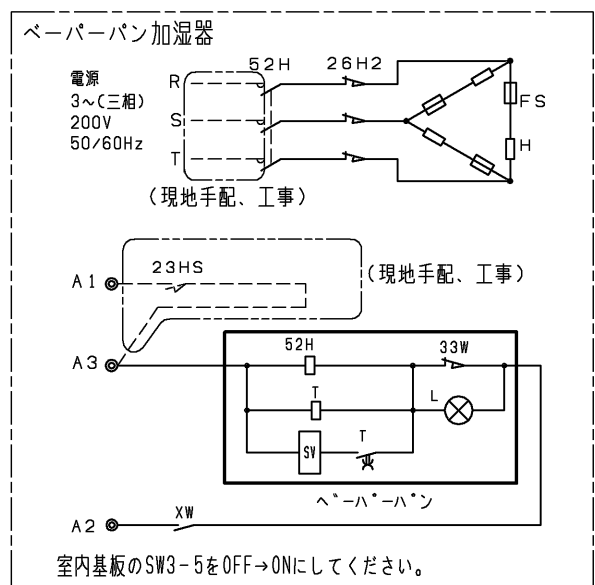 ベーパーパン加湿器
52H
26H2
電源
3~(三相)
200V
50/60Hz
R
S
T
FS
H
(現地手配、工事)
A1
23HS
(現地手配、工事)
A3
52H
33W
T
L
SV
T
ベーパーパン
A2
XW
室内基板のSW3-5をOFF→ONにしてください。